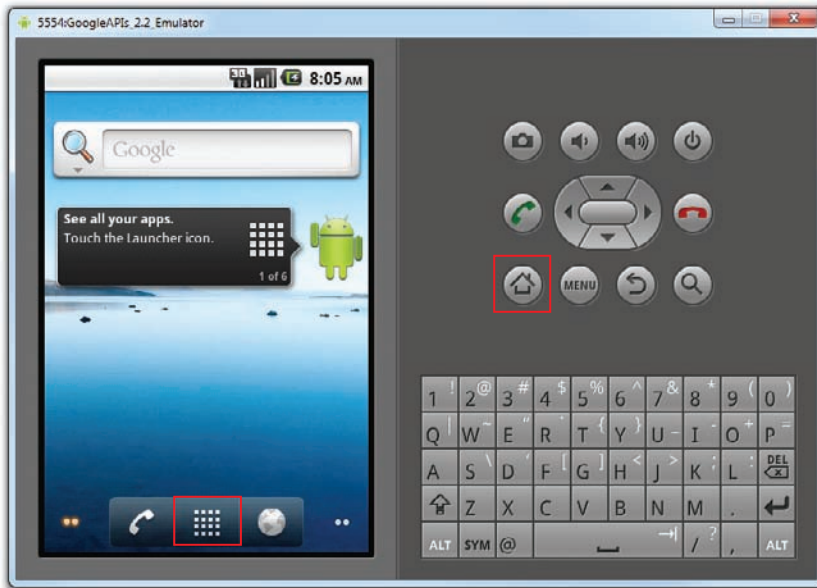 5554:GoogleAPIs_2.2_Emulator
3G 8:05 AM
Google
See all your apps.
Touch the Launcher icon.
1 of 6
MENU
1 ! 2 @ 3 # 4 $ 5 % 6 ^ 7 & 8 * 9 ( 0 )
Q | W ~ E " R ` T { Y } U _ I - O + P =
A S \ D ' F [ G ] H < J > K ; L : DEL
Z X C V B N M .
ALT SYM @ / ? , ALT